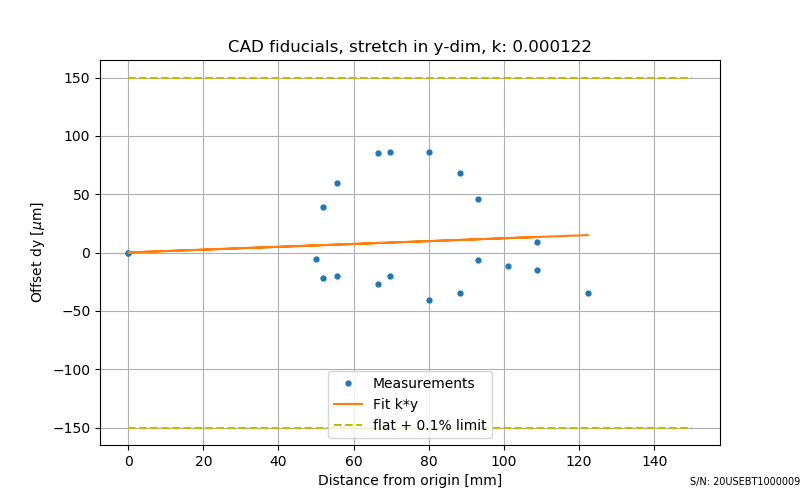 CAD fiducials, stretch in y-dim, k: 0.000122
150
100
50
0
−50
−100
−150
Offset dy [μm]
Measurements
Fit k*y
flat + 0.1% limit
0 20 40 60 80 100 120 140
Distance from origin [mm]
S/N: 20USEBT1000009